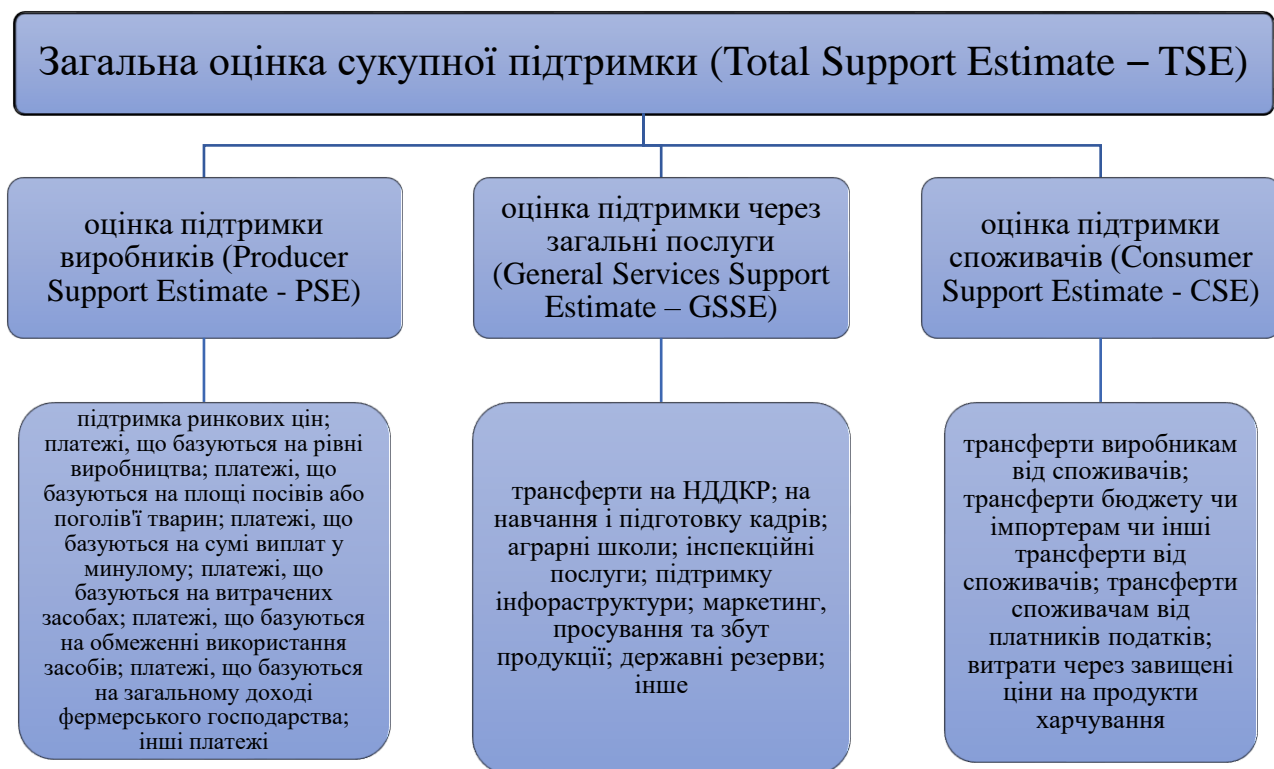 Загальна оцінка сукупної підтримки (Total Support Estimate – TSE)
оцінка підтримки
виробників (Producer
Support Estimate - PSE)
оцінка підтримки через
загальні послуги
(General Services Support
Estimate – GSSE)
оцінка підтримки
споживачів (Consumer
Support Estimate - CSE)
підтримка ринкових цін;
платежі, що базуються на рівні
виробництва; платежі, що
базуються на площі посівів або
поголів'ї тварин; платежі, що
базуються на сумі виплат у
минулому; платежі, що
базуються на витрачених
засобах; платежі, що базуються
на обмеженні використання
засобів; платежі, що базуються
на загальному доході
фермерського господарства;
інші платежі
трансферти на НДДКР; на
навчання і підготовку кадрів;
аграрні школи; інспекційні
послуги; підтримку
інфораструктури; маркетинг,
просування та збут
продукції; державні резерви;
інше
трансферти виробникам
від споживачів;
трансферти бюджету чи
імпортерам чи інші
трансферти від
споживачів; трансферти
споживачам від
платників податків;
витрати через завищені
ціни на продукти
харчування